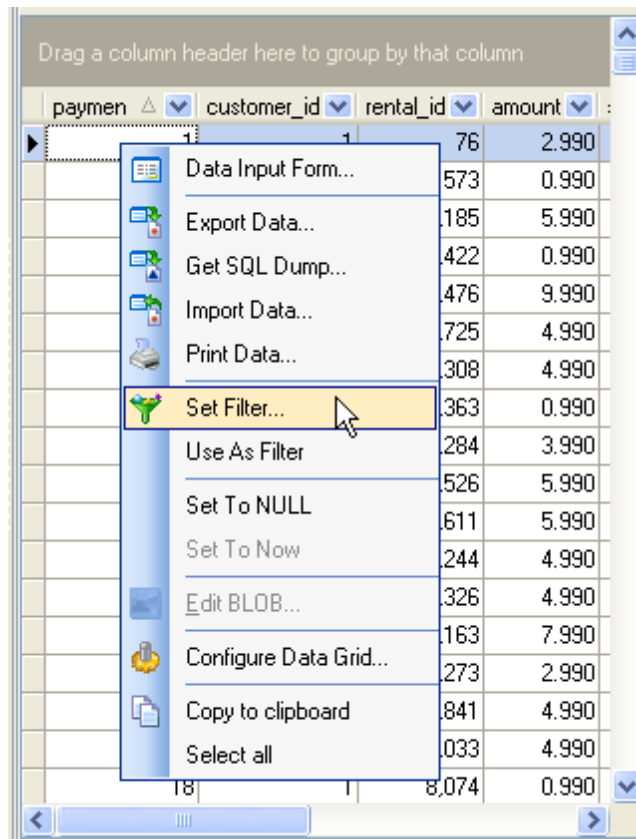 Drag a column header here to group by that column
paymen customer_id rental_id amount
1 1 76 2.990
Data Input Form...
573 0.990
Export Data...
.185 5.990
.422 0.990
Get SQL Dump...
.476 9.990
Import Data...
.725 4.990
Print Data...
.308 4.990
Set Filter...
.363 0.990
Use As Filter
.284 3.990
.526 5.990
Set To NULL
.611 5.990
Set To Now
.244 4.990
Edit BLOB...
.326 4.990
.163 7.990
Configure Data Grid...
.273 2.990
Copy to clipboard
.841 4.990
Select all
.033 4.990
18 1 8,074 0.990